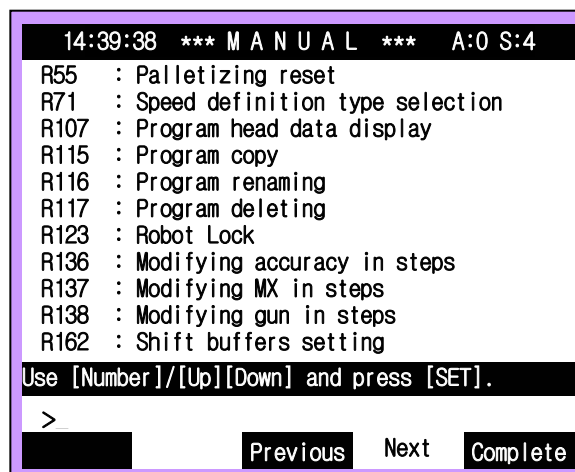 14:39:38 *** M A N U A L *** A:0 S:4
R55 : Palletizing reset
R71 : Speed definition type selection
R107 : Program head data display
R115 : Program copy
R116 : Program renaming
R117 : Program deleting
R123 : Robot Lock
R136 : Modifying accuracy in steps
R137 : Modifying MX in steps
R138 : Modifying gun in steps
R162 : Shift buffers setting
Use [Number]/[Up][Down] and press [SET].
>_
Previous Next Complete